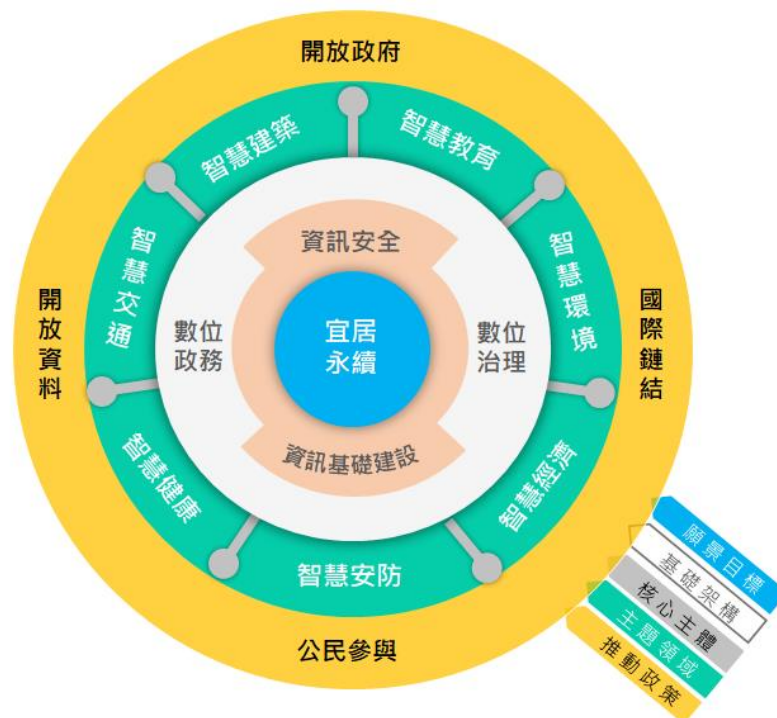 開放政府
智慧建築
智慧教育
智慧交通
智慧環境
資訊安全
開放資料
數位
政務
宜居
永續
數位
治理
國際鏈結
資訊基礎建設
智慧健康
智慧經濟
智慧安防
公民參與
願景目標
基礎架構
核心主體
主題領域
推動政策